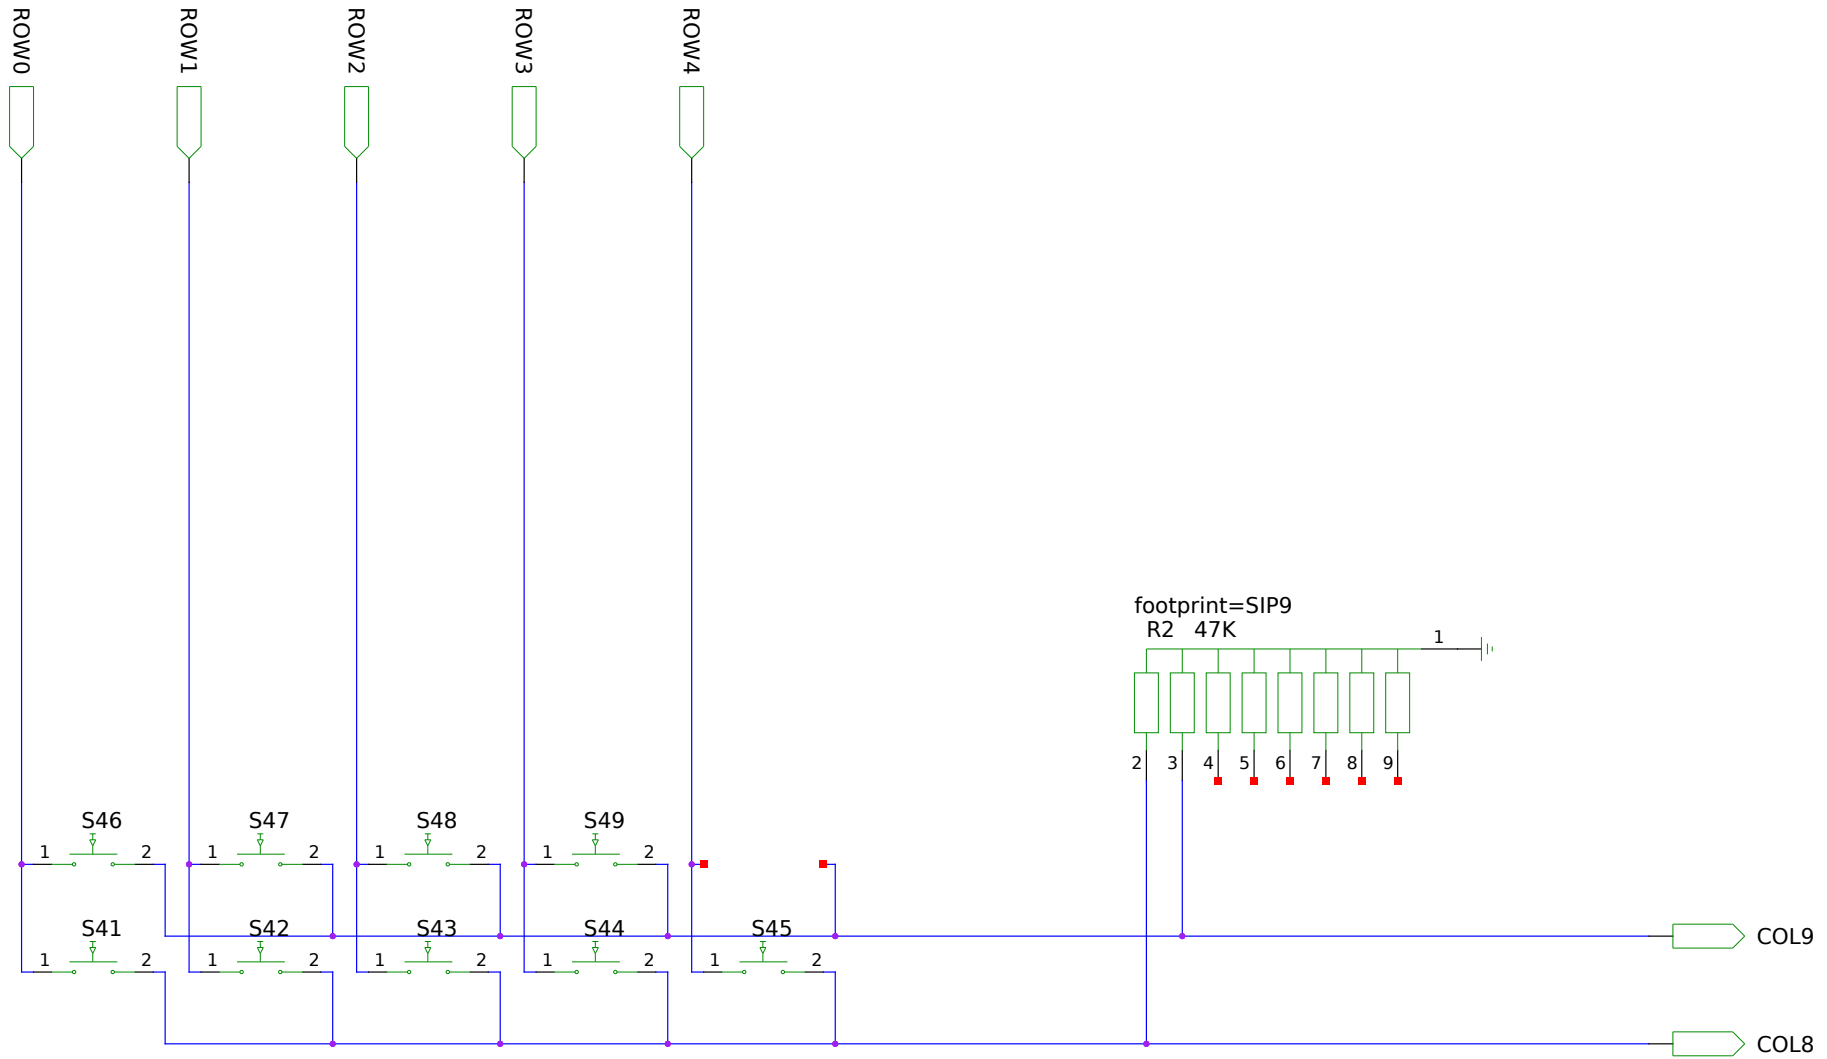 ROW0
ROW1
ROW2
ROW3
ROW4
footprint=SIP9
R2 47K
1
2 3 4 5 6 7 8 9
S46 S47 S48 S49
1 2 1 2 1 2 1 2
S41 S42 S43 S44 S45
COL9
1 2 1 2 1 2 1 2 1 2
COL8